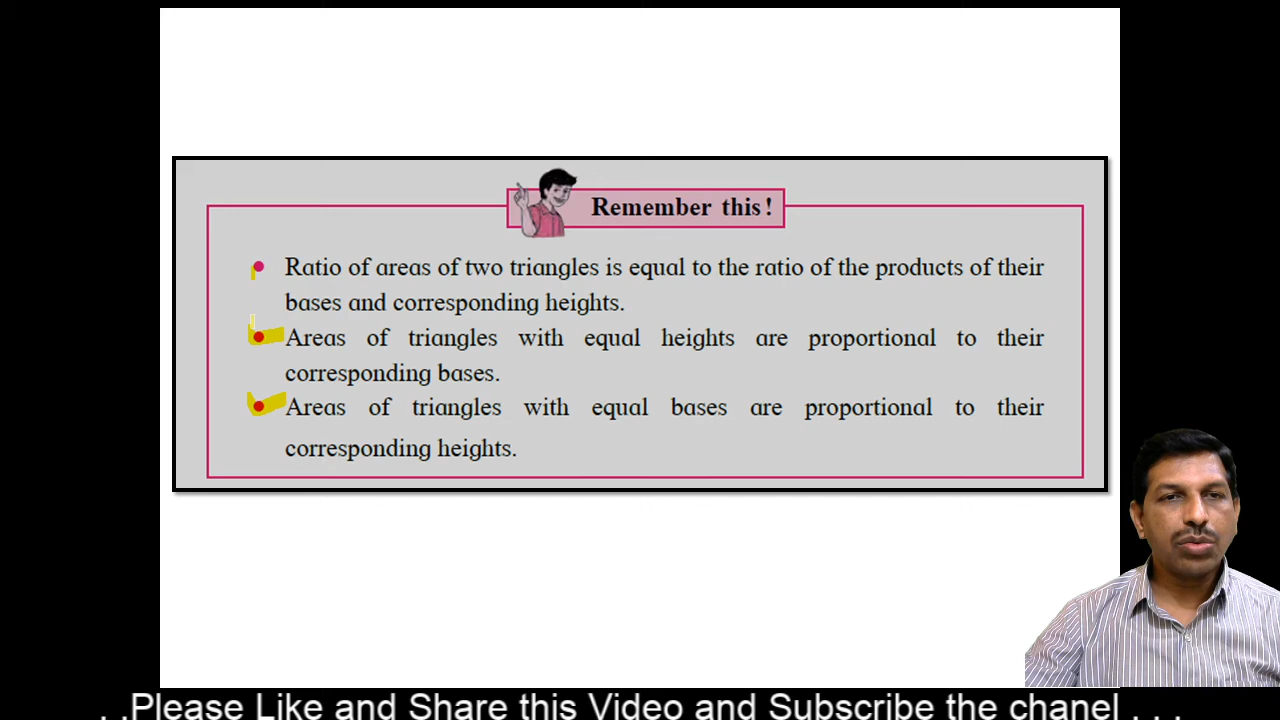 Remember this!
Ratio of areas of two triangles is equal to the ratio of the products of their
bases and corresponding heights.
Areas of triangles with equal heights are proportional to their
corresponding bases.
Areas of triangles with equal bases are proportional to their
corresponding heights.
. .Please Like and Share this Video and Subscribe the chanel . . .